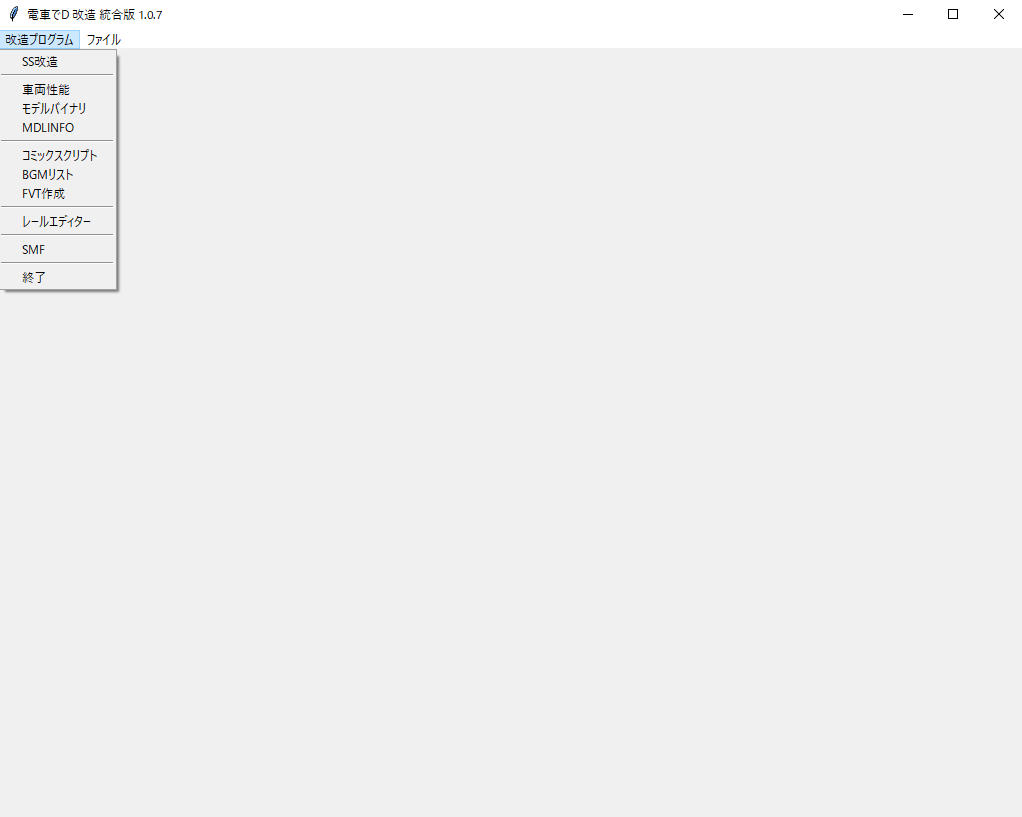 電車でD 改造 統合版 1.0.7
改造プログラム ファイル
SS改造
車両性能
モデルバイナリ
MDLINFO
コミックスクリプト
BGMリスト
FVT作成
レールエディター
SMF
終了